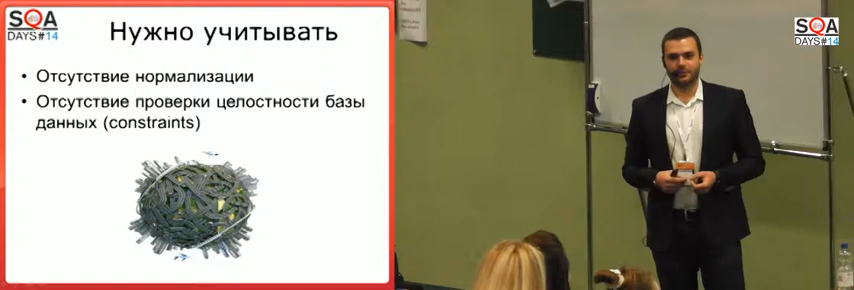 SQA
DAYS#14
Нужно учитывать
• Отсутствие нормализации
• Отсутствие проверки целостности базы
данных (constraints)
SQA
DAYS#14